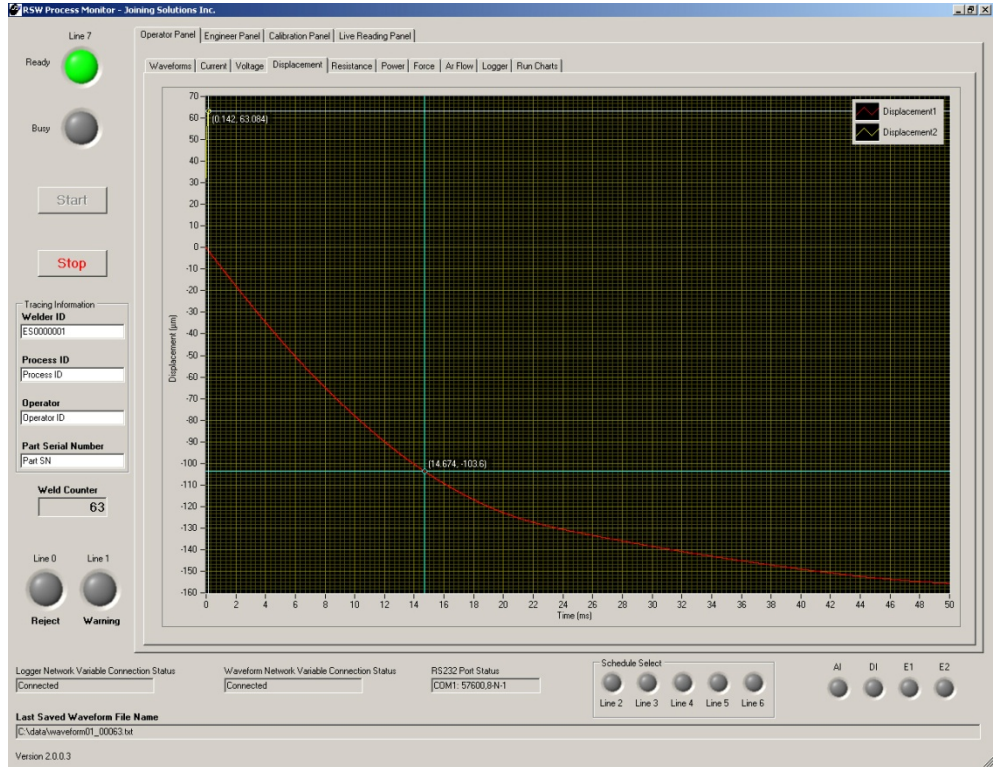 RSW Process Monitor - Joining Solutions Inc.
Line 7
Ready
Busy
Start
Stop
Tracing Information
Welder ID
ES0000001
Process ID
Process ID
Operator
Operator ID
Part Serial Number
Part SN
Weld Counter
63
Line 0 Line 1
Reject Warning
Operator Panel Engineer Panel Calibration Panel Live Reading Panel
Waveforms Current Voltage Displacement Resistance Power Force Ar Flow Logger Run Charts
Displacement1
Displacement2
(0.142, 63.084)
(14.674, -103.6)
Displacement (µm)
70
60
50
40
30
20
10
0
-10
-20
-30
-40
-50
-60
-70
-80
-90
-100
-110
-120
-130
-140
-150
-160
0 2 4 6 8 10 12 14 16 18 20 22 24 26 28 30 32 34 36 38 40 42 44 46 48 50
Time (ms)
Logger Network Variable Connection Status
Connected
Waveform Network Variable Connection Status
Connected
RS232 Port Status
COM1: 57600,8-N-1
Schedule Select
Line 2 Line 3 Line 4 Line 5 Line 6
AI DI E1 E2
Last Saved Waveform File Name
C:\data\waveform01_00063.txt
Version 2.0.0.3